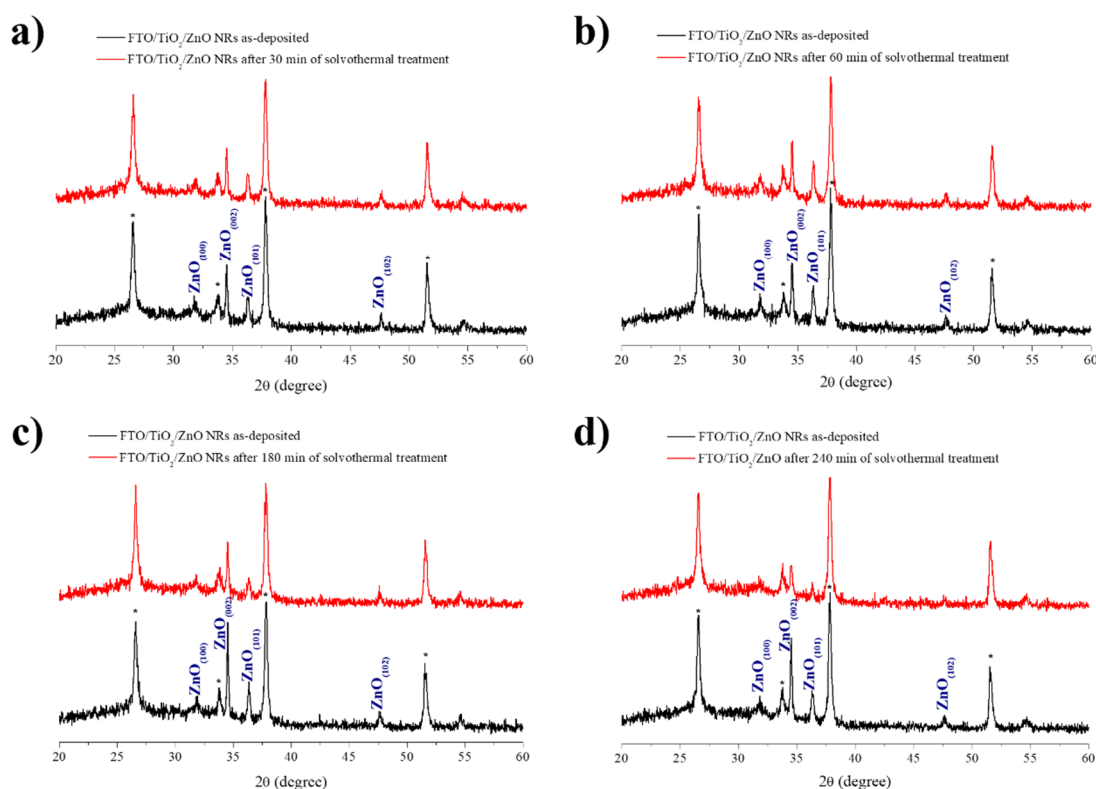 a)
FTO/TiO₂/ZnO NRs as-deposited
FTO/TiO₂/ZnO NRs after 30 min of solvothermal treatment
*
ZnO(100)
*
ZnO(002)
ZnO(101)
*
ZnO(102)
*
20 25 30 35 40 45 50 55 60
2θ (degree)
b)
FTO/TiO₂/ZnO NRs as-deposited
FTO/TiO₂/ZnO NRs after 60 min of solvothermal treatment
*
ZnO(100)
*
ZnO(002)
ZnO(101)
*
ZnO(102)
*
20 25 30 35 40 45 50 55 60
2θ (degree)
c)
FTO/TiO₂/ZnO NRs as-deposited
FTO/TiO₂/ZnO NRs after 180 min of solvothermal treatment
*
ZnO(100)
*
ZnO(002)
ZnO(101)
*
ZnO(102)
*
20 25 30 35 40 45 50 55 60
2θ (degree)
d)
FTO/TiO₂/ZnO NRs as-deposited
FTO/TiO₂/ZnO after 240 min of solvothermal treatment
*
ZnO(100)
*
ZnO(002)
ZnO(101)
*
ZnO(102)
*
20 25 30 35 40 45 50 55 60
2θ (degree)